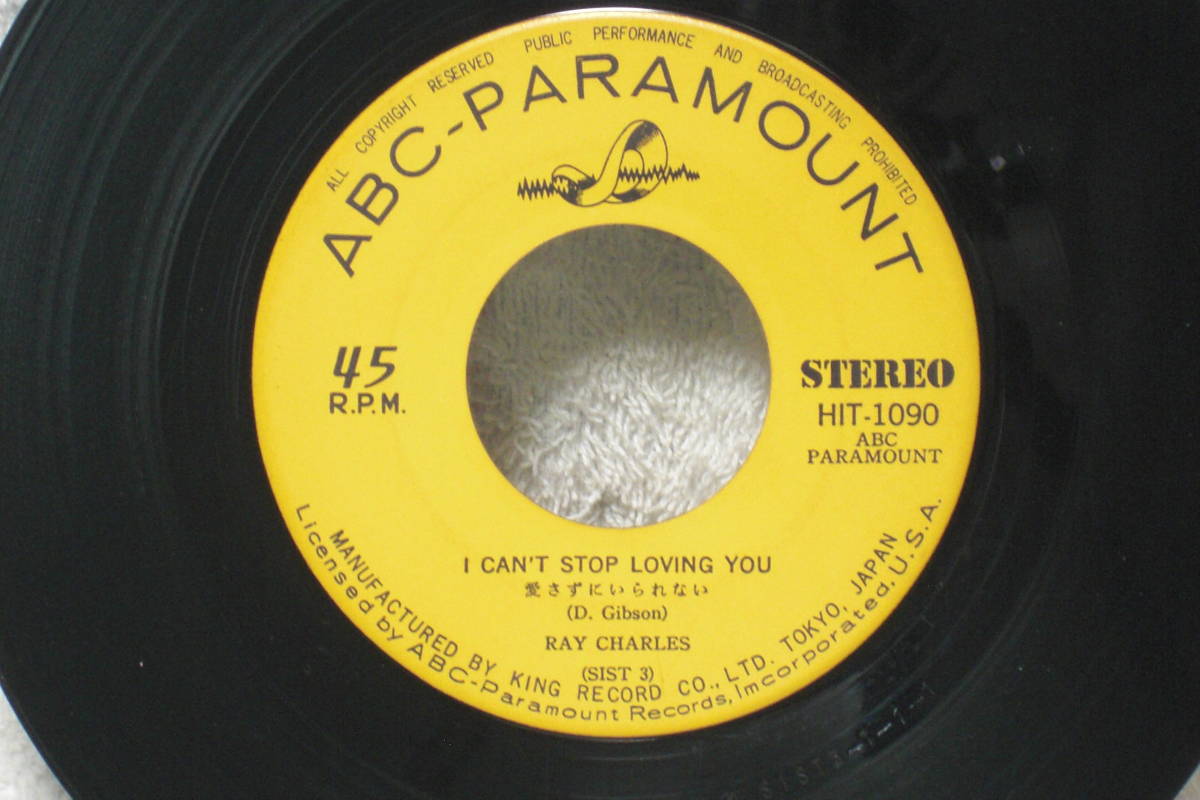 ALL COPYRIGHT RESERVED PUBLIC PERFORMANCE AND BROADCASTING PROHIBITED
ABC-PARAMOUNT
45
R.P.M.
STEREO
HIT-1090
ABC
PARAMOUNT
I CAN'T STOP LOVING YOU
愛さずにいられない
(D. Gibson)
RAY CHARLES
(SIST 3)
MANUFACTURED BY KING RECORD CO., LTD. TOKYO, JAPAN
Licensed by ABC-Paramount Records, Imcorporated. U.S.A.